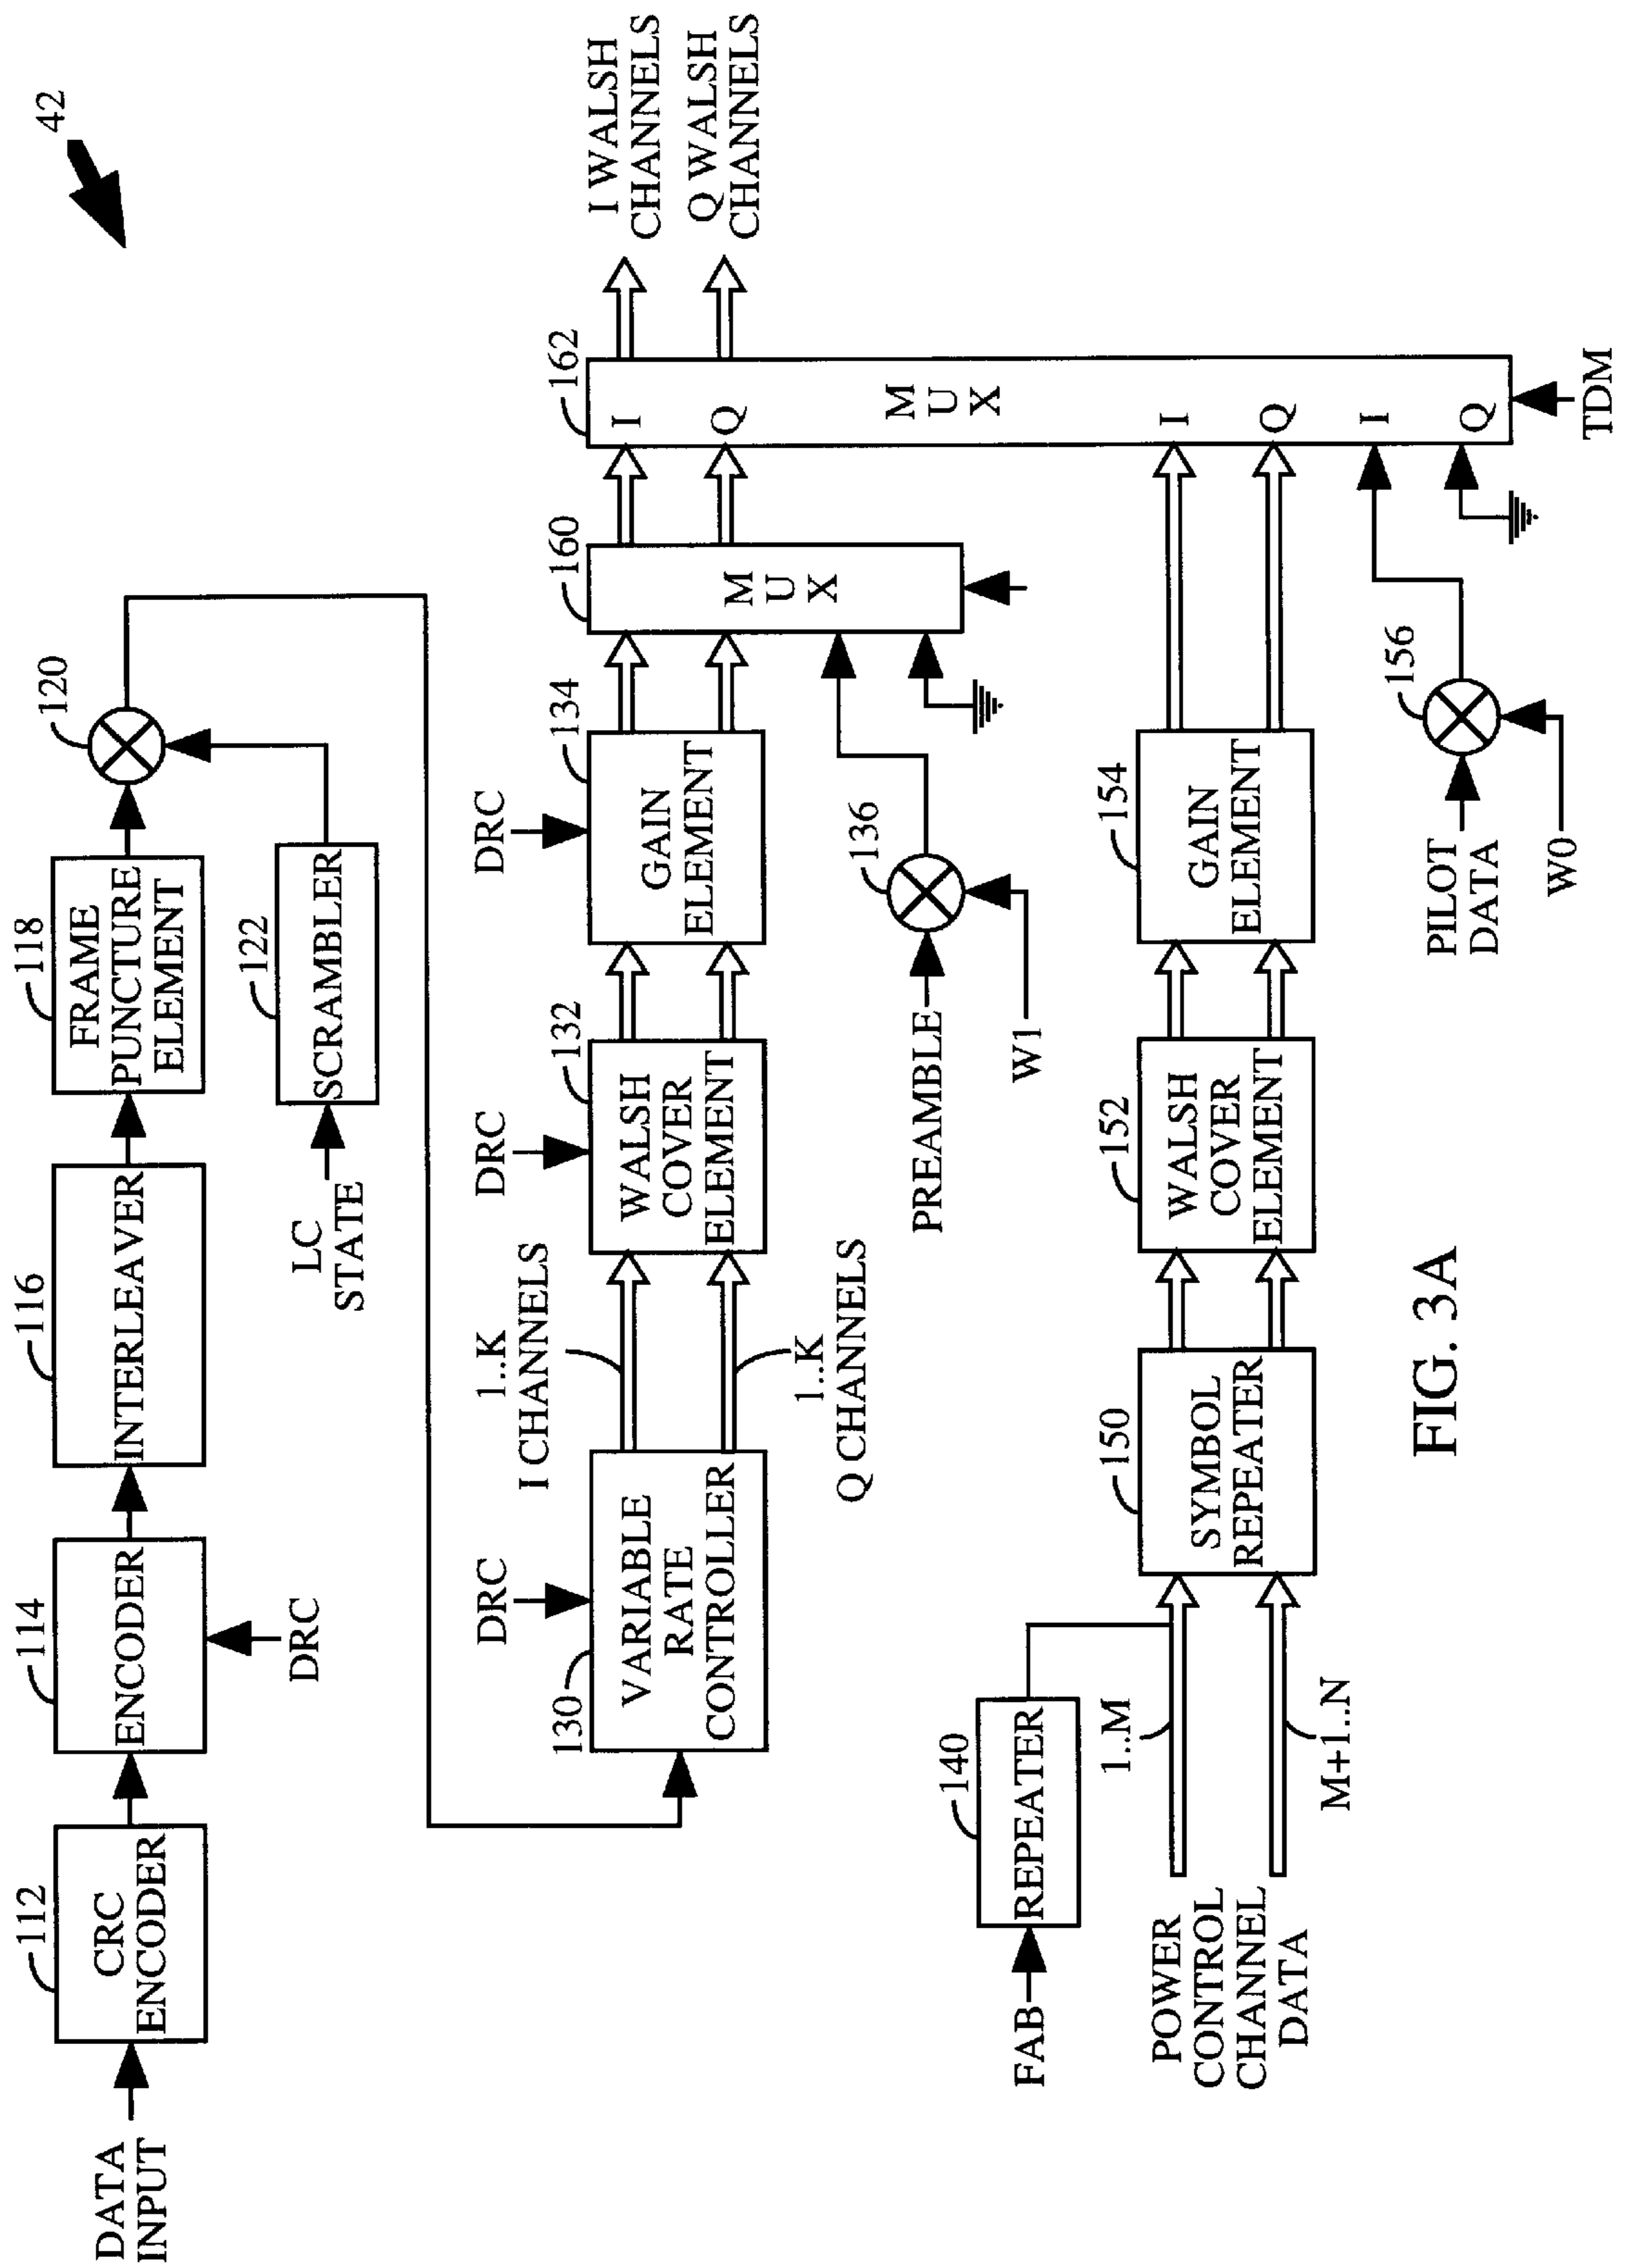 42
DATA
INPUT
112
CRC
ENCODER
114
ENCODER
DRC
116
INTERLEAVER
118
FRAME
PUNCTURE
ELEMENT
120
122
SCRAMBLER
LC
STATE
DRC
130
VARIABLE
RATE
CONTROLLER
1..K
I CHANNELS
1..K
Q CHANNELS
DRC
132
WALSH
COVER
ELEMENT
DRC
134
GAIN
ELEMENT
PREAMBLE
136
W1
160
MUX
162
I
Q
MUX
I
Q
I
Q
TDM
I WALSH
CHANNELS
Q WALSH
CHANNELS
FAB
140
REPEATER
POWER
CONTROL
CHANNEL
DATA
1..M
M+1..N
150
SYMBOL
REPEATER
152
WALSH
COVER
ELEMENT
154
GAIN
ELEMENT
PILOT
DATA
156
W0
FIG. 3A